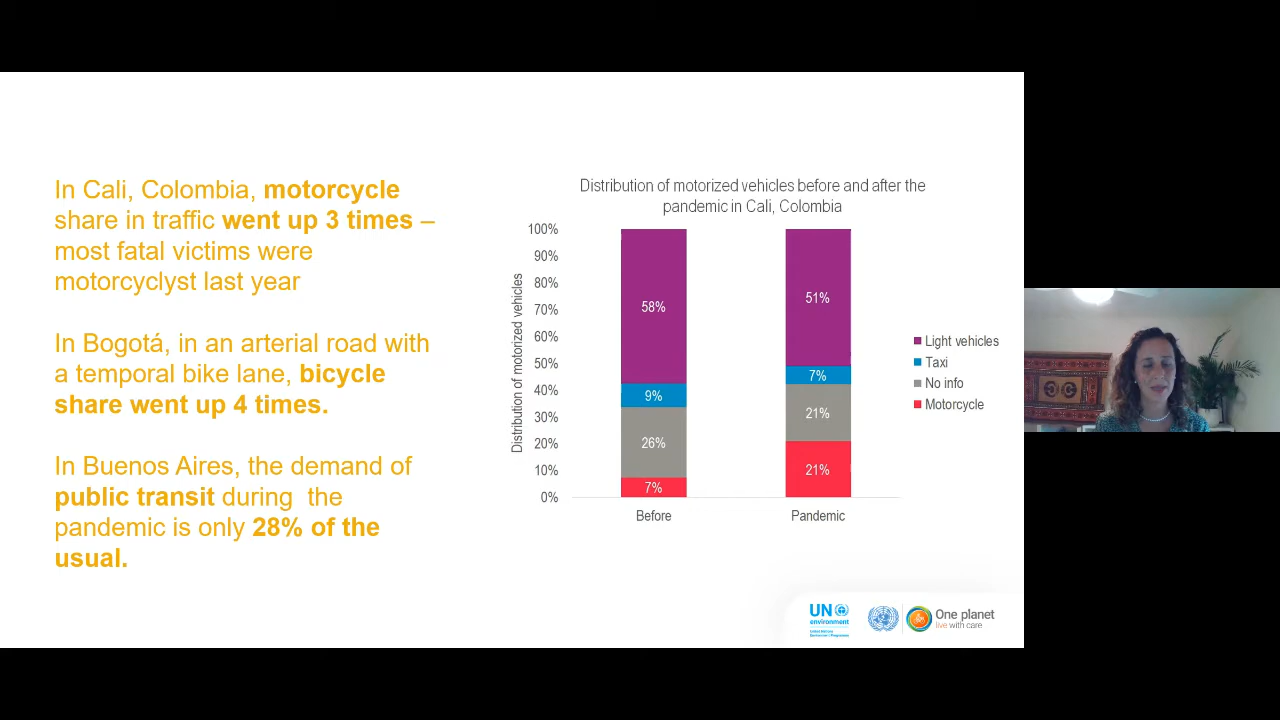 In Cali, Colombia, motorcycle
share in traffic went up 3 times –
most fatal victims were
motorcyclyst last year
In Bogotá, in an arterial road with
a temporal bike lane, bicycle
share went up 4 times.
In Buenos Aires, the demand of
public transit during  the
pandemic is only 28% of the
usual.
Distribution of motorized vehicles before and after the
pandemic in Cali, Colombia
Distribution of motorized vehicles
100%
90%
80%
70%
60%
50%
40%
30%
20%
10%
0%
58%
9%
26%
7%
51%
7%
21%
21%
Before
Pandemic
Light vehicles
Taxi
No info
Motorcycle
UN
environment
United Nations
Environment Programme
One planet
live with care